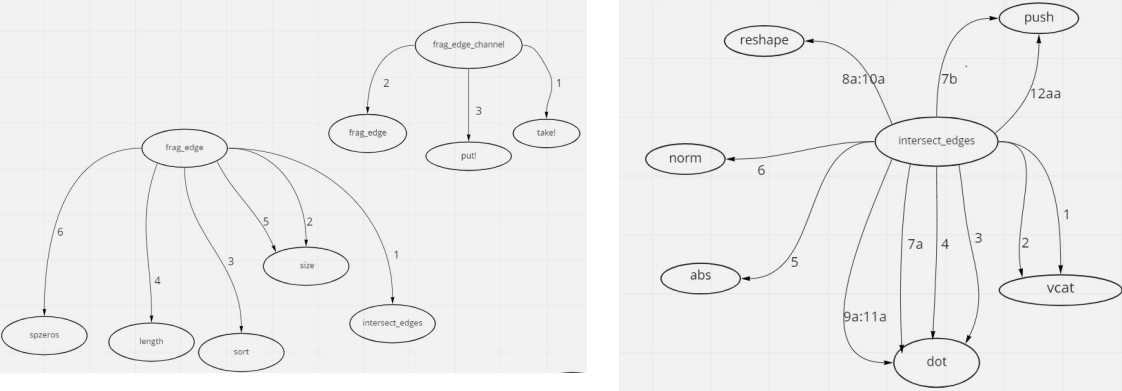 frag_edge_channel
2
3
1
frag_edge
put!
take!
frag_edge
6
4
3
5
2
1
size
spzeros
length
sort
intersect_edges
push
reshape
8a:10a
7b
12aa
intersect_edges
norm
6
abs
5
7a
4
3
2
1
vcat
9a:11a
dot